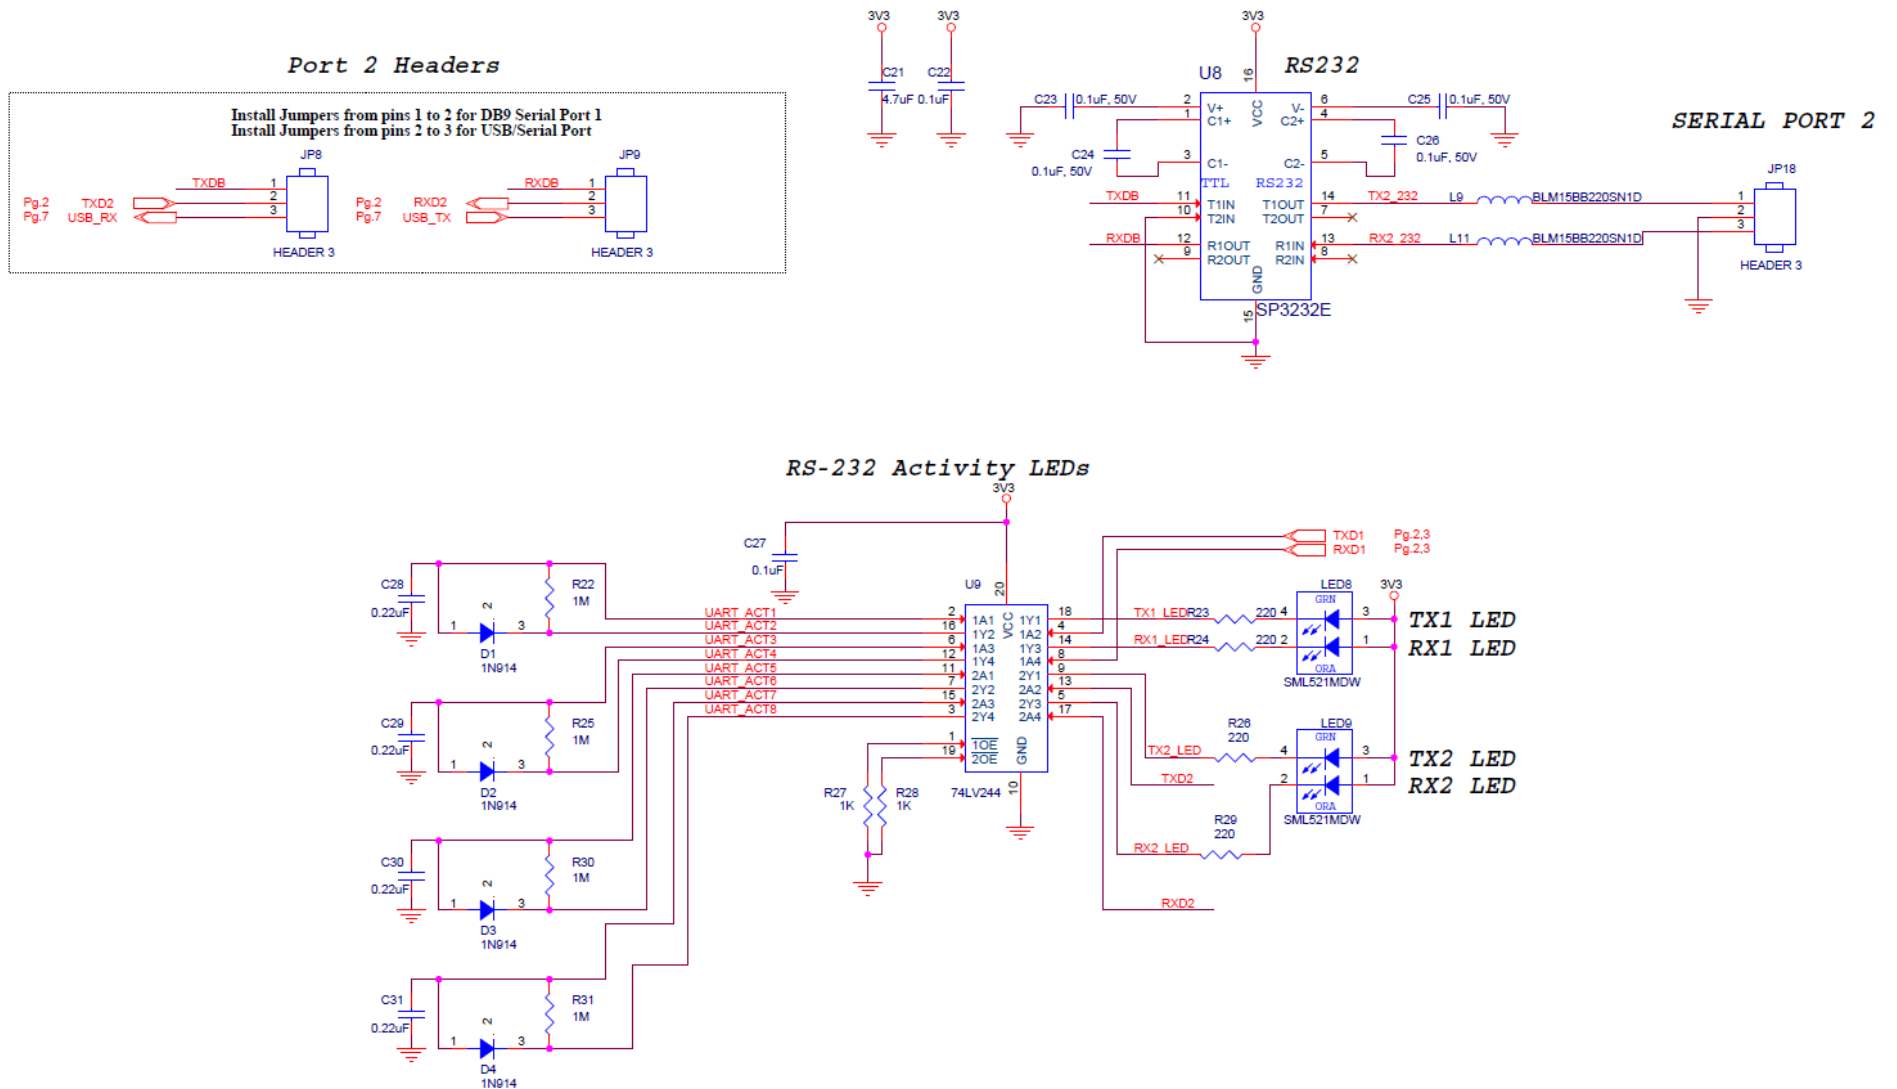 Port 2 Headers
Install Jumpers from pins 1 to 2 for DB9 Serial Port 1
Install Jumpers from pins 2 to 3 for USB/Serial Port
JP8
TXDB 1
Pg.2 TXD2 2
Pg.7 USB_RX 3
HEADER 3
JP9
RXDB 1
Pg.2 RXD2 2
Pg.7 USB_TX 3
HEADER 3
3V3 3V3 3V3
C21 C22
4.7uF 0.1uF
U8 16 RS232
C23 0.1uF, 50V 2 V+ VCC V- 6 C25 0.1uF, 50V
1 C1+ C2+ 4
C24 C26
0.1uF, 50V 3 C1- C2- 5 0.1uF, 50V
TTL RS232
TXDB 11 T1IN T1OUT 14 TX2_232 L9 BLM15BB220SN1D
10 T2IN T2OUT 7
RXDB 12 R1OUT R1IN 13 RX2_232 L11 BLM15BB220SN1D
9 R2OUT R2IN 8
GND
15 SP3232E
SERIAL PORT 2
JP18
1
2
3
HEADER 3
RS-232 Activity LEDs
3V3
C27
0.1uF
U9 20
UART_ACT1 2 1A1 VCC 1Y1 18 TX1_LED R23 220 4
UART_ACT2 16 1Y2 1A2 4
UART_ACT3 6 1A3 1Y3 14 RX1_LED R24 220 2
UART_ACT4 12 1Y4 1A4 8
UART_ACT5 11 2A1 2Y1 9
UART_ACT6 7 2Y2 2A2 13
UART_ACT7 15 2A3 2Y3 5
UART_ACT8 3 2Y4 2A4 17
1 1OE
19 2OE GND
74LV244 10
R27 R28
1K 1K
TXD1 Pg.2,3
RXD1 Pg.2,3
LED8 3V3
GRN 3 TX1 LED
1 RX1 LED
ORA
SML521MDW
R26 LED9
220 GRN
TX2_LED 4 3 TX2 LED
TXD2 2 1 RX2 LED
ORA
R29 SML521MDW
220
RX2_LED
RXD2
C28 R22
0.22uF 2 1M
1 3
D1
1N914
C29 R25
0.22uF 2 1M
1 3
D2
1N914
C30 R30
0.22uF 2 1M
1 3
D3
1N914
C31 R31
0.22uF 2 1M
1 3
D4
1N914